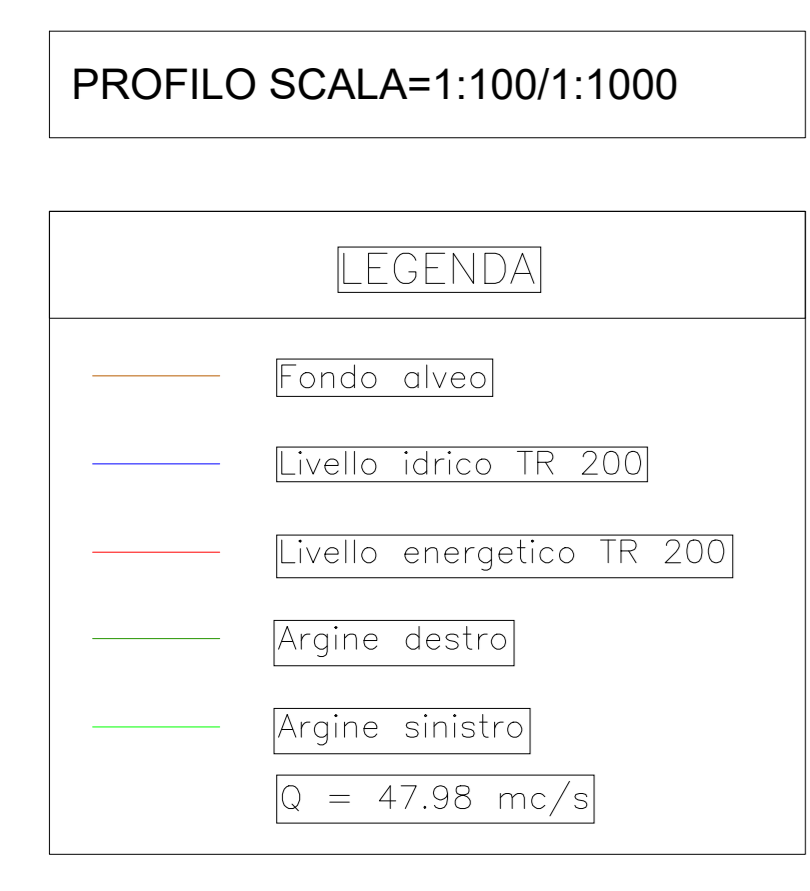 PROFILO SCALA=1:100/1:1000
LEGENDA
Fondo alveo
Livello idrico TR 200
Livello energetico TR 200
Argine destro
Argine sinistro
Q = 47.98 mc/s